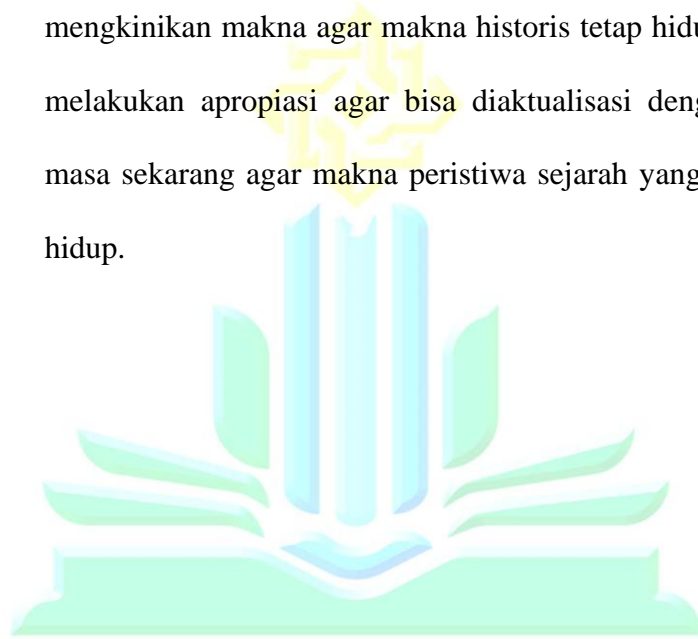 mengkinikan makna agar makna historis tetap hidu
melakukan apropiasi agar bisa diaktualisasi deng
masa sekarang agar makna peristiwa sejarah yang
hidup.